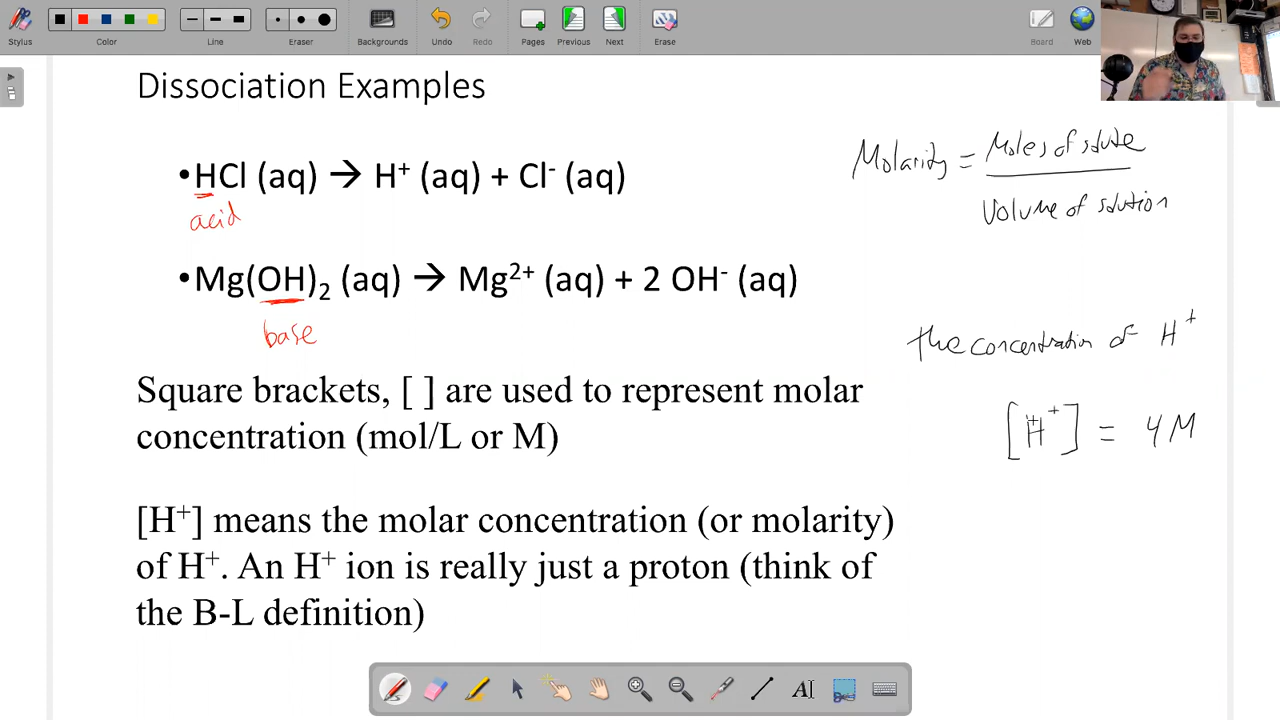 Stylus
Color
Line
Eraser
Backgrounds
Undo
Redo
Pages
Previous
Next
Erase
Board
Web
Dissociation Examples
•HCl (aq) → H⁺ (aq) + Cl⁻ (aq)
acid
•Mg(OH)₂ (aq) → Mg²⁺ (aq) + 2 OH⁻ (aq)
base
Square brackets, [ ] are used to represent molar
concentration (mol/L or M)
[H⁺] means the molar concentration (or molarity)
of H⁺. An H⁺ ion is really just a proton (think of
the B-L definition)
Molarity = Moles of solute
Volume of solution
the concentration of H⁺
[H⁺] = 4 M
AI